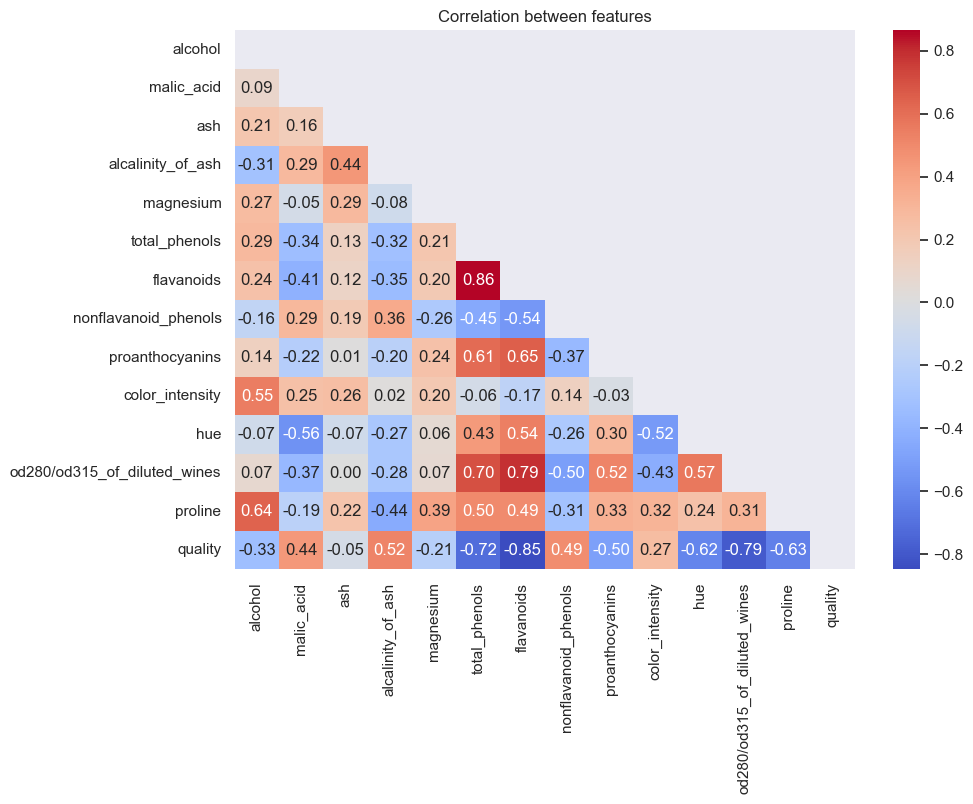 Correlation between features
alcohol
malic_acid 0.09
ash 0.21 0.16
alcalinity_of_ash -0.31 0.29 0.44
magnesium 0.27 -0.05 0.29 -0.08
total_phenols 0.29 -0.34 0.13 -0.32 0.21
flavanoids 0.24 -0.41 0.12 -0.35 0.20 0.86
nonflavanoid_phenols -0.16 0.29 0.19 0.36 -0.26 -0.45 -0.54
proanthocyanins 0.14 -0.22 0.01 -0.20 0.24 0.61 0.65 -0.37
color_intensity 0.55 0.25 0.26 0.02 0.20 -0.06 -0.17 0.14 -0.03
hue -0.07 -0.56 -0.07 -0.27 0.06 0.43 0.54 -0.26 0.30 -0.52
od280/od315_of_diluted_wines 0.07 -0.37 0.00 -0.28 0.07 0.70 0.79 -0.50 0.52 -0.43 0.57
proline 0.64 -0.19 0.22 -0.44 0.39 0.50 0.49 -0.31 0.33 0.32 0.24 0.31
quality -0.33 0.44 -0.05 0.52 -0.21 -0.72 -0.85 0.49 -0.50 0.27 -0.62 -0.79 -0.63
alcohol
malic_acid
ash
alcalinity_of_ash
magnesium
total_phenols
flavanoids
nonflavanoid_phenols
proanthocyanins
color_intensity
hue
od280/od315_of_diluted_wines
proline
quality
0.8
0.6
0.4
0.2
0.0
−0.2
−0.4
−0.6
−0.8